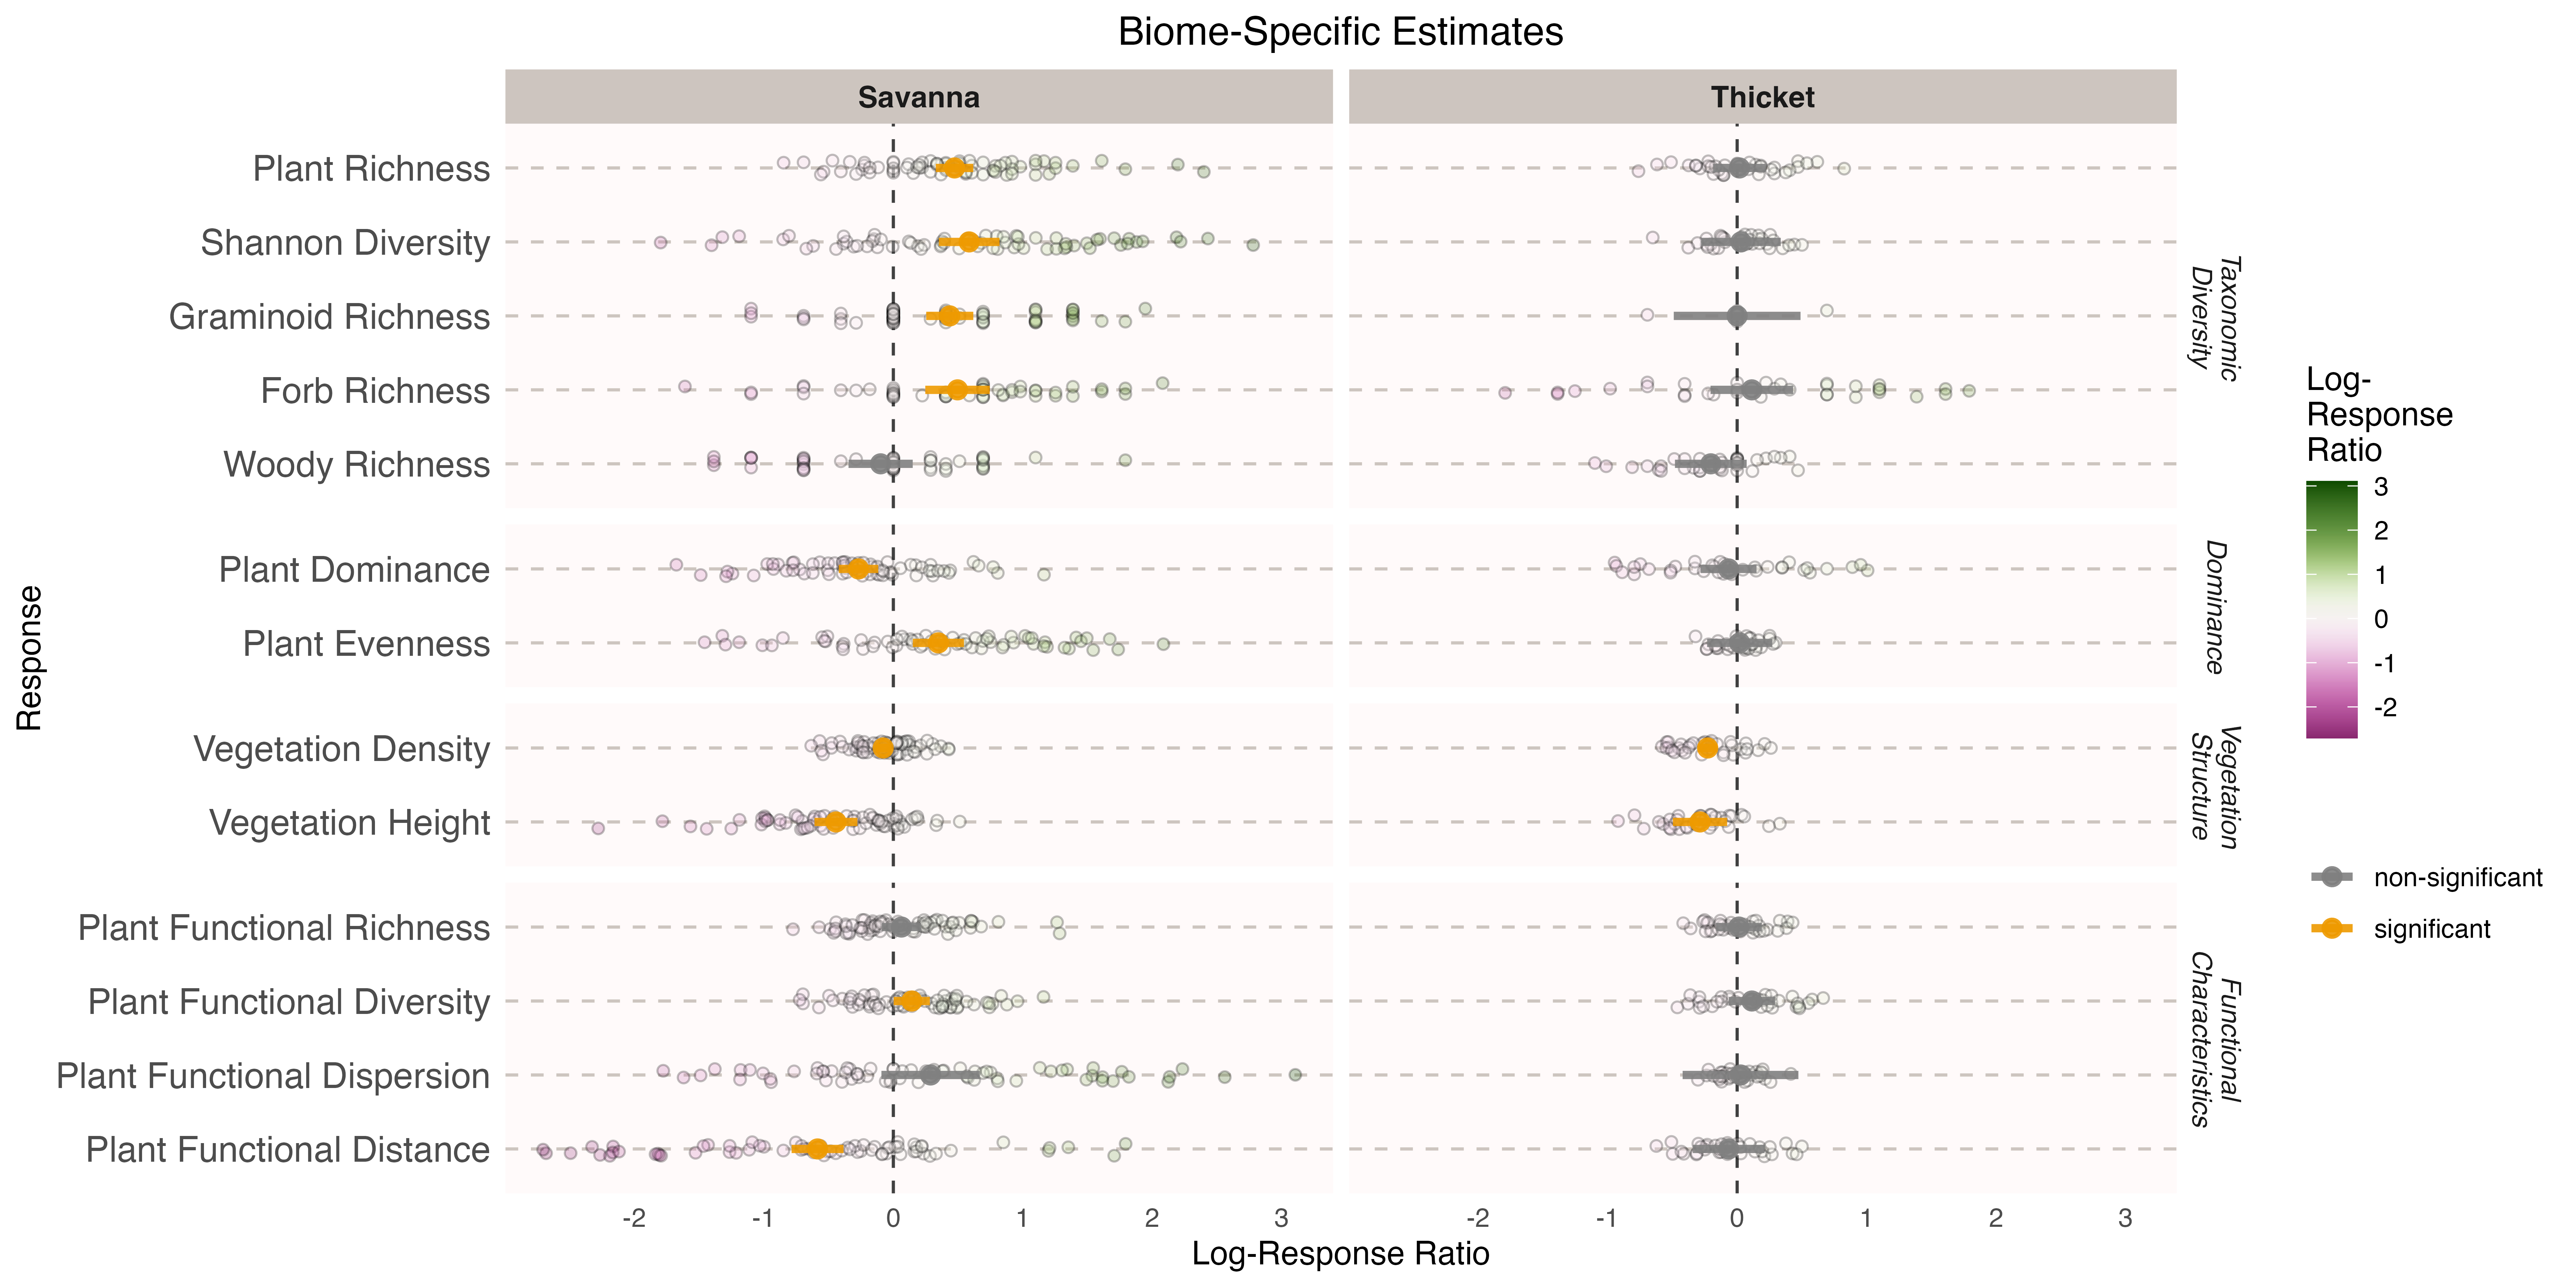 Biome-Specific Estimates
Savanna
Thicket
Response
Plant Richness
Shannon Diversity
Graminoid Richness
Forb Richness
Woody Richness
Taxonomic
Diversity
Plant Dominance
Plant Evenness
Dominance
Vegetation Density
Vegetation Height
Vegetation
Structure
Plant Functional Richness
Plant Functional Diversity
Plant Functional Dispersion
Plant Functional Distance
Functional
Characteristics
-2 -1 0 1 2 3
-2 -1 0 1 2 3
Log-Response Ratio
Log-
Response
Ratio
3
2
1
0
-1
-2
non-significant
significant